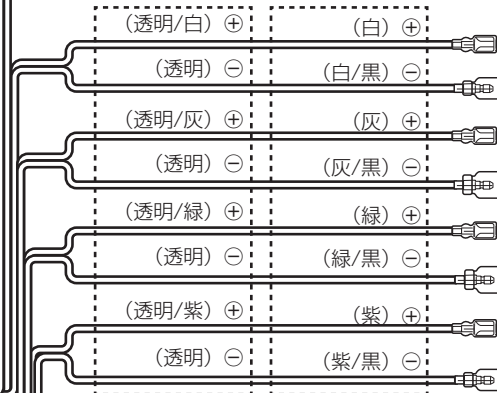 (透明/白) ⊕ (白) ⊕
(透明) ⊖ (白/黒) ⊖
(透明/灰) ⊕ (灰) ⊕
(透明) ⊖ (灰/黒) ⊖
(透明/緑) ⊕ (緑) ⊕
(透明) ⊖ (緑/黒) ⊖
(透明/紫) ⊕ (紫) ⊕
(透明) ⊖ (紫/黒) ⊖